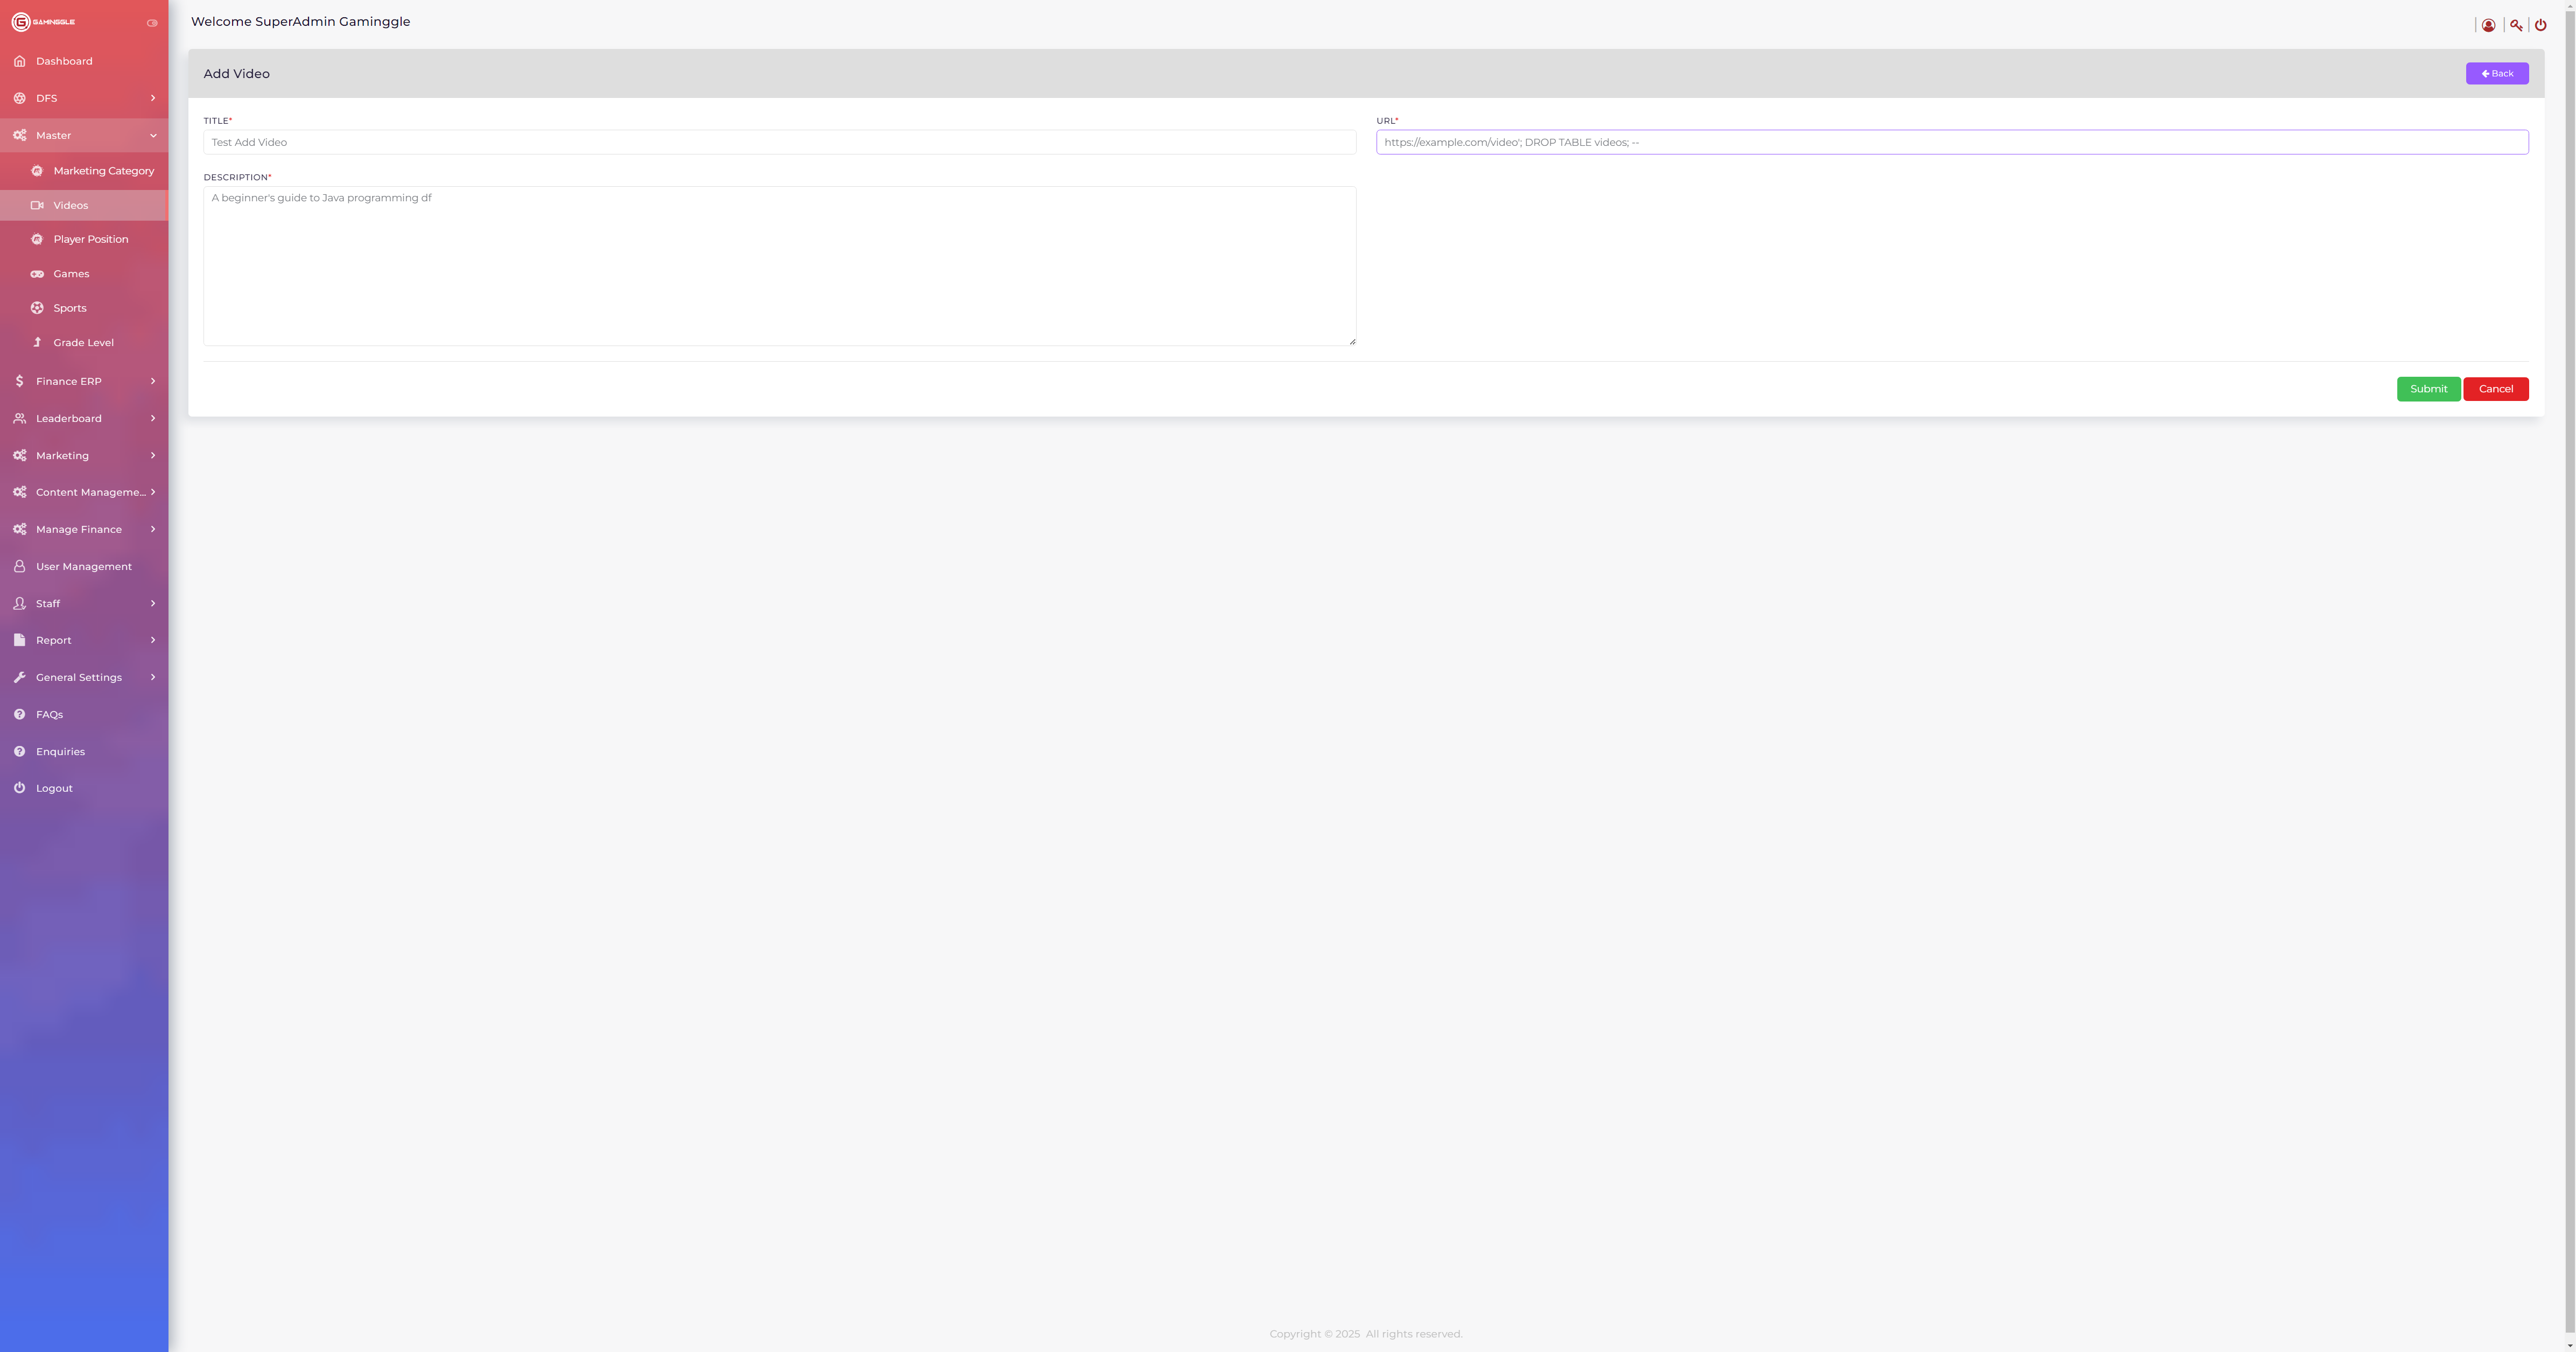 GAMINGGLE
Dashboard
DFS
Master
Marketing Category
Videos
Player Position
Games
Sports
Grade Level
Finance ERP
Leaderboard
Marketing
Content Manageme...
Manage Finance
User Management
Staff
Report
General Settings
FAQs
Enquiries
Logout
Welcome SuperAdmin Gaminggle
Add Video
Back
TITLE*
Test Add Video
URL*
https://example.com/video'; DROP TABLE videos; --
DESCRIPTION*
A beginner's guide to Java programming df
Submit
Cancel
Copyright © 2025 All rights reserved.